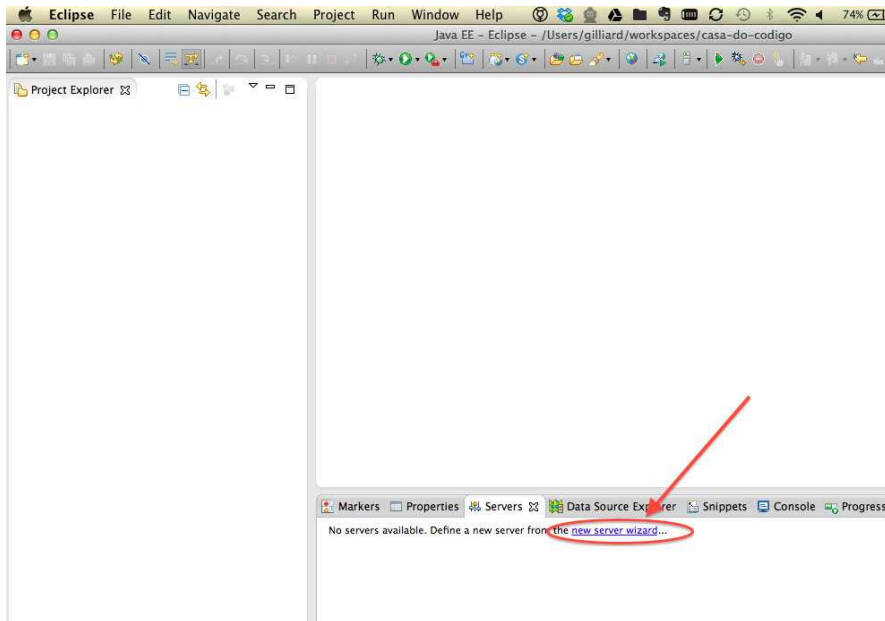 Eclipse File Edit Navigate Search Project Run Window Help 74%
Java EE – Eclipse – /Users/gilliard/workspaces/casa-do-codigo
Project Explorer
Markers Properties Servers Data Source Explorer Snippets Console Progress
No servers available. Define a new server from the new server wizard...